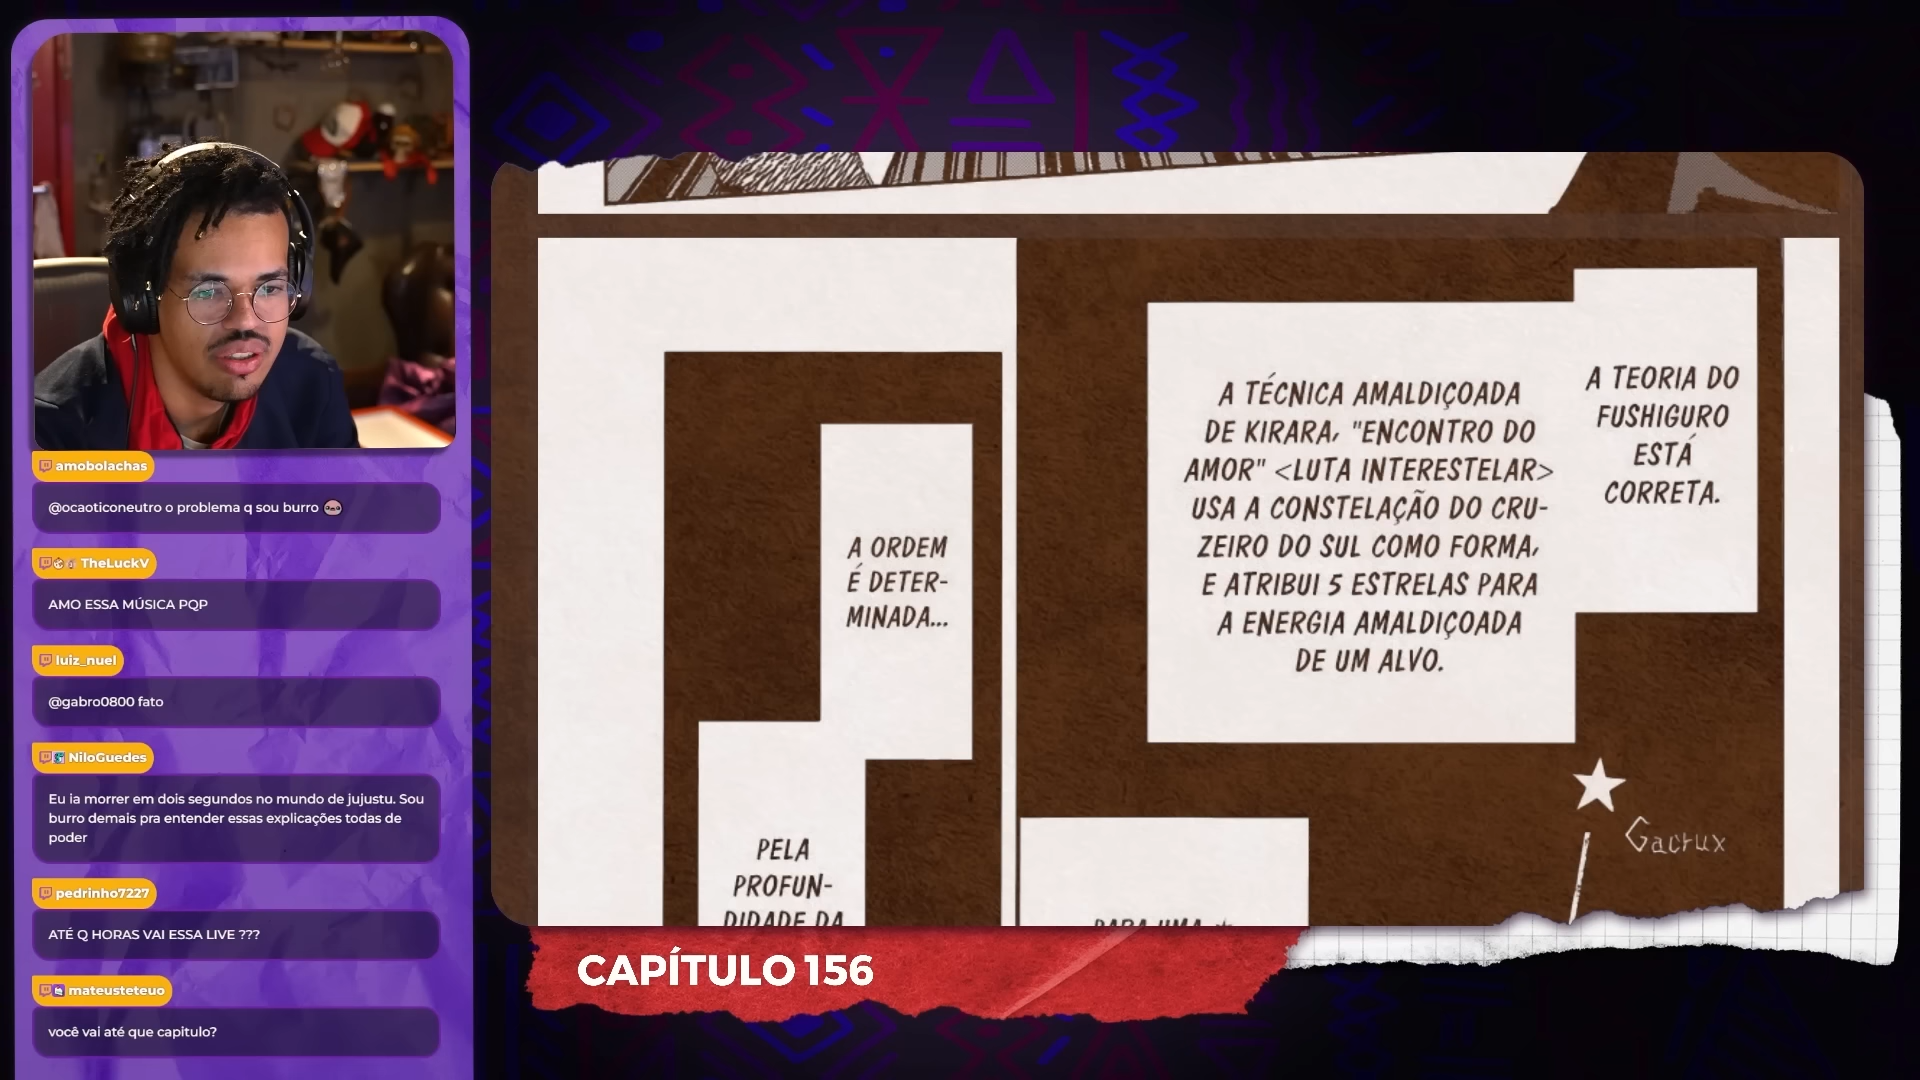 amobolachas
@ocaoticoneutro o problema q sou burro
TheLuckV
AMO ESSA MÚSICA PQP
luiz_nuel
@gabro0800 fato
NiloGuedes
Eu ia morrer em dois segundos no mundo de jujustu. Sou
burro demais pra entender essas explicações todas de
poder
pedrinho7227
ATÉ Q HORAS VAI ESSA LIVE ???
mateusteteuo
você vai até que capitulo?
A TEORIA DO
FUSHIGURO
ESTÁ
CORRETA.
A TÉCNICA AMALDIÇOADA
DE KIRARA, "ENCONTRO DO
AMOR" <LUTA INTERESTELAR>
USA A CONSTELAÇÃO DO CRU-
ZEIRO DO SUL COMO FORMA,
E ATRIBUI 5 ESTRELAS PARA
A ENERGIA AMALDIÇOADA
DE UM ALVO.
Gacrux
PARA UMA
A ORDEM
É DETER-
MINADA...
PELA
PROFUN-
DIDADE DA
CAPÍTULO 156